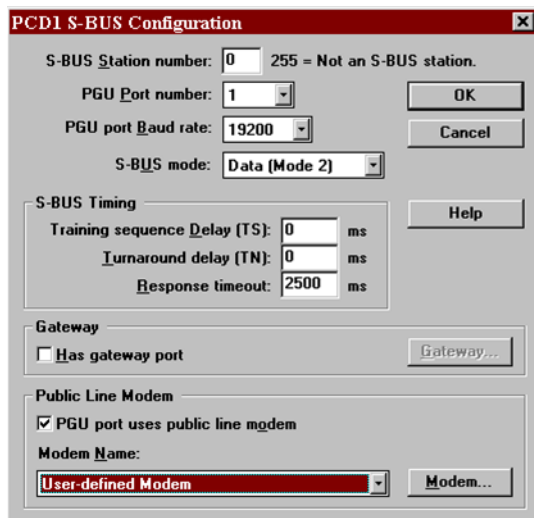 PCD1 S-BUS Configuration
S-BUS Station number: 0 255 = Not an S-BUS station.
PGU Port number: 1
OK
PGU port Baud rate: 19200
Cancel
S-BUS mode: Data (Mode 2)
S-BUS Timing
Help
Training sequence Delay (TS): 0 ms
Turnaround delay (TN): 0 ms
Response timeout: 2500 ms
Gateway
Has gateway port
Gateway...
Public Line Modem
PGU port uses public line modem
Modem Name:
User-defined Modem
Modem...